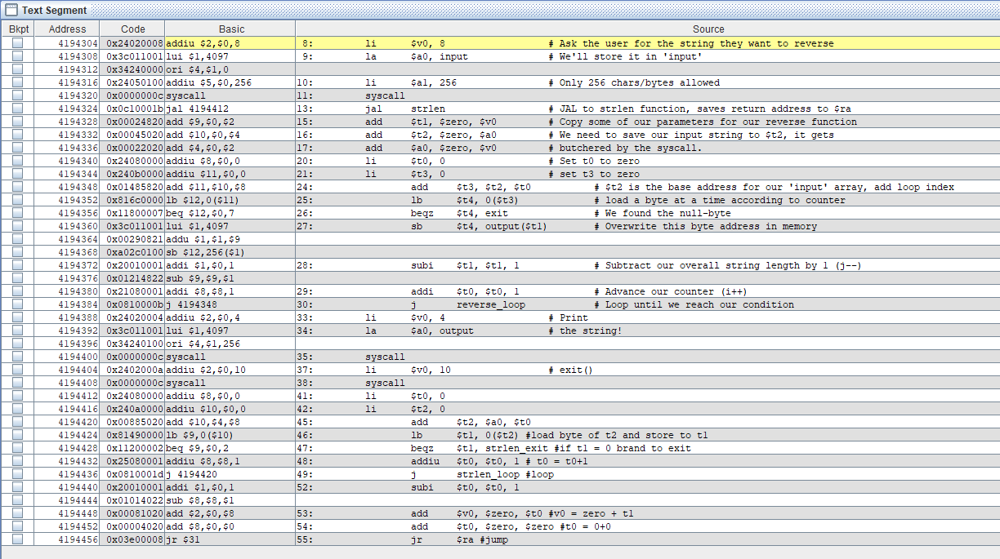 Text Segment
Bkpt Address Code Basic Source
4194304 0x24020008 addiu $2,$0,8 8: li $v0, 8 # Ask the user for the string they want to reverse
4194308 0x3c011001 lui $1,4097 9: la $a0, input # We'll store it in 'input'
4194312 0x34240000 ori $4,$1,0
4194316 0x24050100 addiu $5,$0,256 10: li $a1, 256 # Only 256 chars/bytes allowed
4194320 0x0000000c syscall 11: syscall
4194324 0x0c10001b jal 4194412 13: jal strlen # JAL to strlen function, saves return address to $ra
4194328 0x00024820 add $9,$0,$2 15: add $t1, $zero, $v0 # Copy some of our parameters for our reverse function
4194332 0x00045020 add $10,$0,$4 16: add $t2, $zero, $a0 # We need to save our input string to $t2, it gets
4194336 0x00022020 add $4,$0,$2 17: add $a0, $zero, $v0 # butchered by the syscall.
4194340 0x24080000 addiu $8,$0,0 20: li $t0, 0 # Set t0 to zero
4194344 0x240b0000 addiu $11,$0,0 21: li $t3, 0 # set t3 to zero
4194348 0x01485820 add $11,$10,$8 24: add $t3, $t2, $t0 # $t2 is the base address for our 'input' array, add loop index
4194352 0x816c0000 lb $12,0($11) 25: lb $t4, 0($t3) # load a byte at a time according to counter
4194356 0x11800007 beq $12,$0,7 26: beqz $t4, exit # We found the null-byte
4194360 0x3c011001 lui $1,4097 27: sb $t4, output($t1) # Overwrite this byte address in memory
4194364 0x00290821 addu $1,$1,$9
4194368 0xa02c0100 sb $12,256($1)
4194372 0x20010001 addi $1,$0,1 28: subi $t1, $t1, 1 # Subtract our overall string length by 1 (j--)
4194376 0x01214822 sub $9,$9,$1
4194380 0x21080001 addi $8,$8,1 29: addi $t0, $t0, 1 # Advance our counter (i++)
4194384 0x0810000b j 4194348 30: j reverse_loop # Loop until we reach our condition
4194388 0x24020004 addiu $2,$0,4 33: li $v0, 4 # Print
4194392 0x3c011001 lui $1,4097 34: la $a0, output # the string!
4194396 0x34240100 ori $4,$1,256
4194400 0x0000000c syscall 35: syscall
4194404 0x2402000a addiu $2,$0,10 37: li $v0, 10 # exit()
4194408 0x0000000c syscall 38: syscall
4194412 0x24080000 addiu $8,$0,0 41: li $t0, 0
4194416 0x240a0000 addiu $10,$0,0 42: li $t2, 0
4194420 0x00885020 add $10,$4,$8 45: add $t2, $a0, $t0
4194424 0x81490000 lb $9,0($10) 46: lb $t1, 0($t2) #load byte of t2 and store to t1
4194428 0x11200002 beq $9,$0,2 47: beqz $t1, strlen_exit #if t1 = 0 brand to exit
4194432 0x25080001 addiu $8,$8,1 48: addiu $t0, $t0, 1 # t0 = t0+1
4194436 0x0810001d j 4194420 49: j strlen_loop #loop
4194440 0x20010001 addi $1,$0,1 52: subi $t0, $t0, 1
4194444 0x01014022 sub $8,$8,$1
4194448 0x00081020 add $2,$0,$8 53: add $v0, $zero, $t0 #v0 = zero + t1
4194452 0x00004020 add $8,$0,$0 54: add $t0, $zero, $zero #t0 = 0+0
4194456 0x03e00008 jr $31 55: jr $ra #jump